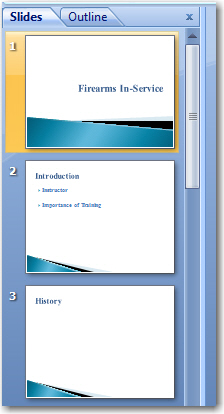 Slides Outline x
1
Firearms In-Service
2
Introduction
• Instructor
• Importance of Training
3
History